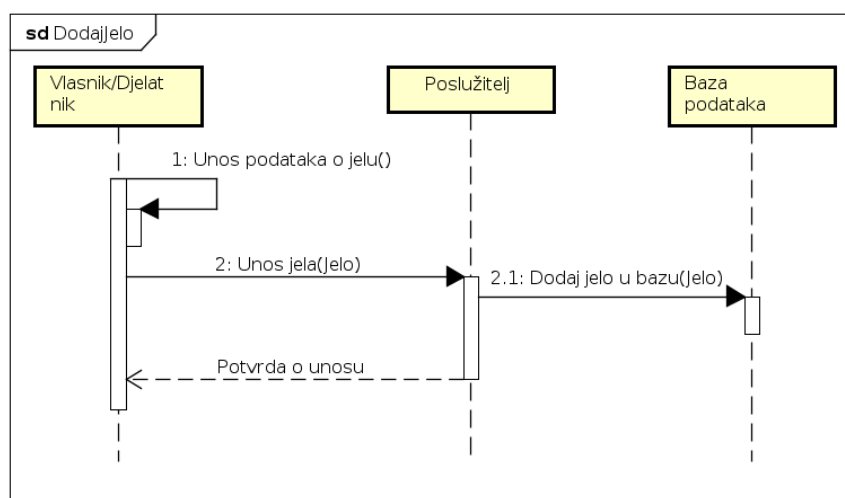 sd DodajJelo
Vlasnik/Djelat
nik
Poslužitelj
Baza
podataka
1: Unos podataka o jelu()
2: Unos jela(Jelo)
2.1: Dodaj jelo u bazu(Jelo)
Potvrda o unosu